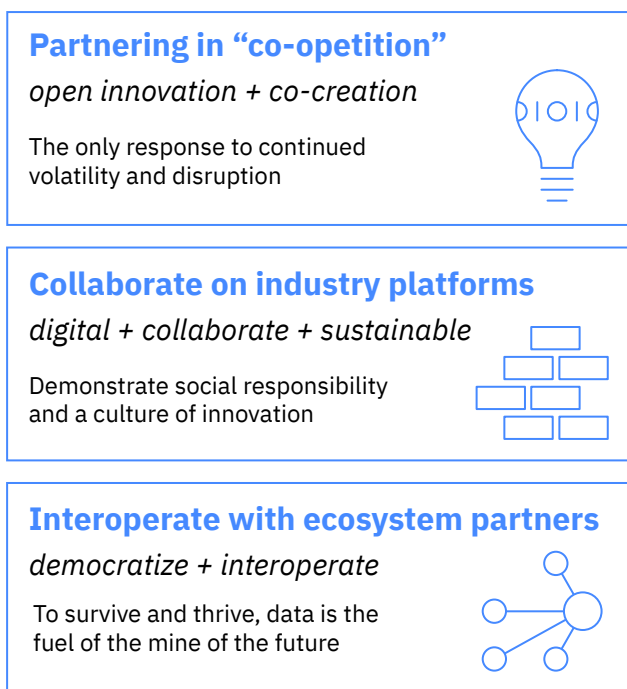 Partnering in “co-opetition”
open innovation + co-creation
The only response to continued
volatility and disruption
Collaborate on industry platforms
digital + collaborate + sustainable
Demonstrate social responsibility
and a culture of innovation
Interoperate with ecosystem partners
democratize + interoperate
To survive and thrive, data is the
fuel of the mine of the future